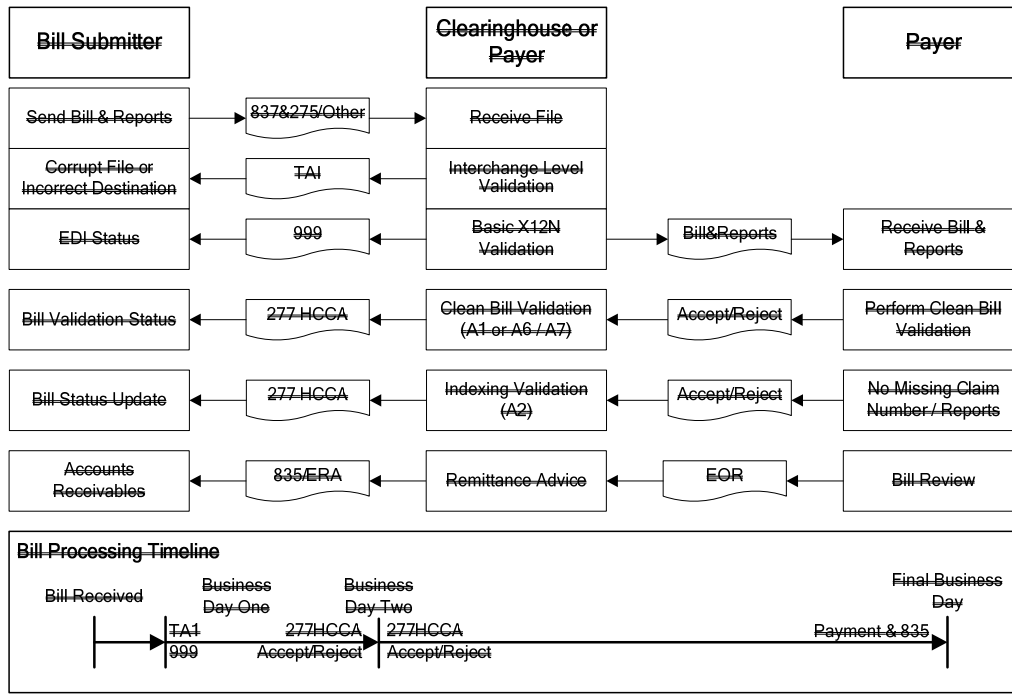 Bill Submitter
Clearinghouse or
Payer
Payer
Send Bill & Reports
837&275/Other
Receive File
Corrupt File or
Incorrect Destination
TAI
Interchange Level
Validation
EDI Status
999
Basic X12N
Validation
Bill&Reports
Receive Bill &
Reports
Bill Validation Status
277 HCCA
Clean Bill Validation
(A1 or A6 / A7)
Accept/Reject
Perform Clean Bill
Validation
Bill Status Update
277 HCCA
Indexing Validation
(A2)
Accept/Reject
No Missing Claim
Number / Reports
Accounts
Receivables
835/ERA
Remittance Advice
EOR
Bill Review
Bill Processing Timeline
Bill Received
Business
Day One
Business
Day Two
Final Business
Day
TA1
999
277HCCA
Accept/Reject
277HCCA
Accept/Reject
Payment & 835